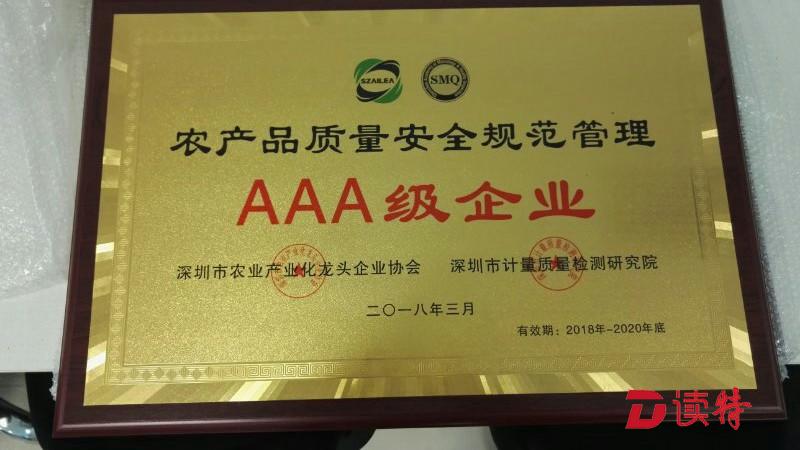 SZAILEA SMQ
农产品质量安全规范管理
AAA级企业
深圳市农业产业化龙头企业协会 深圳市计量质量检测研究院
二〇一八年三月
有效期：2018年-2020年底
读特